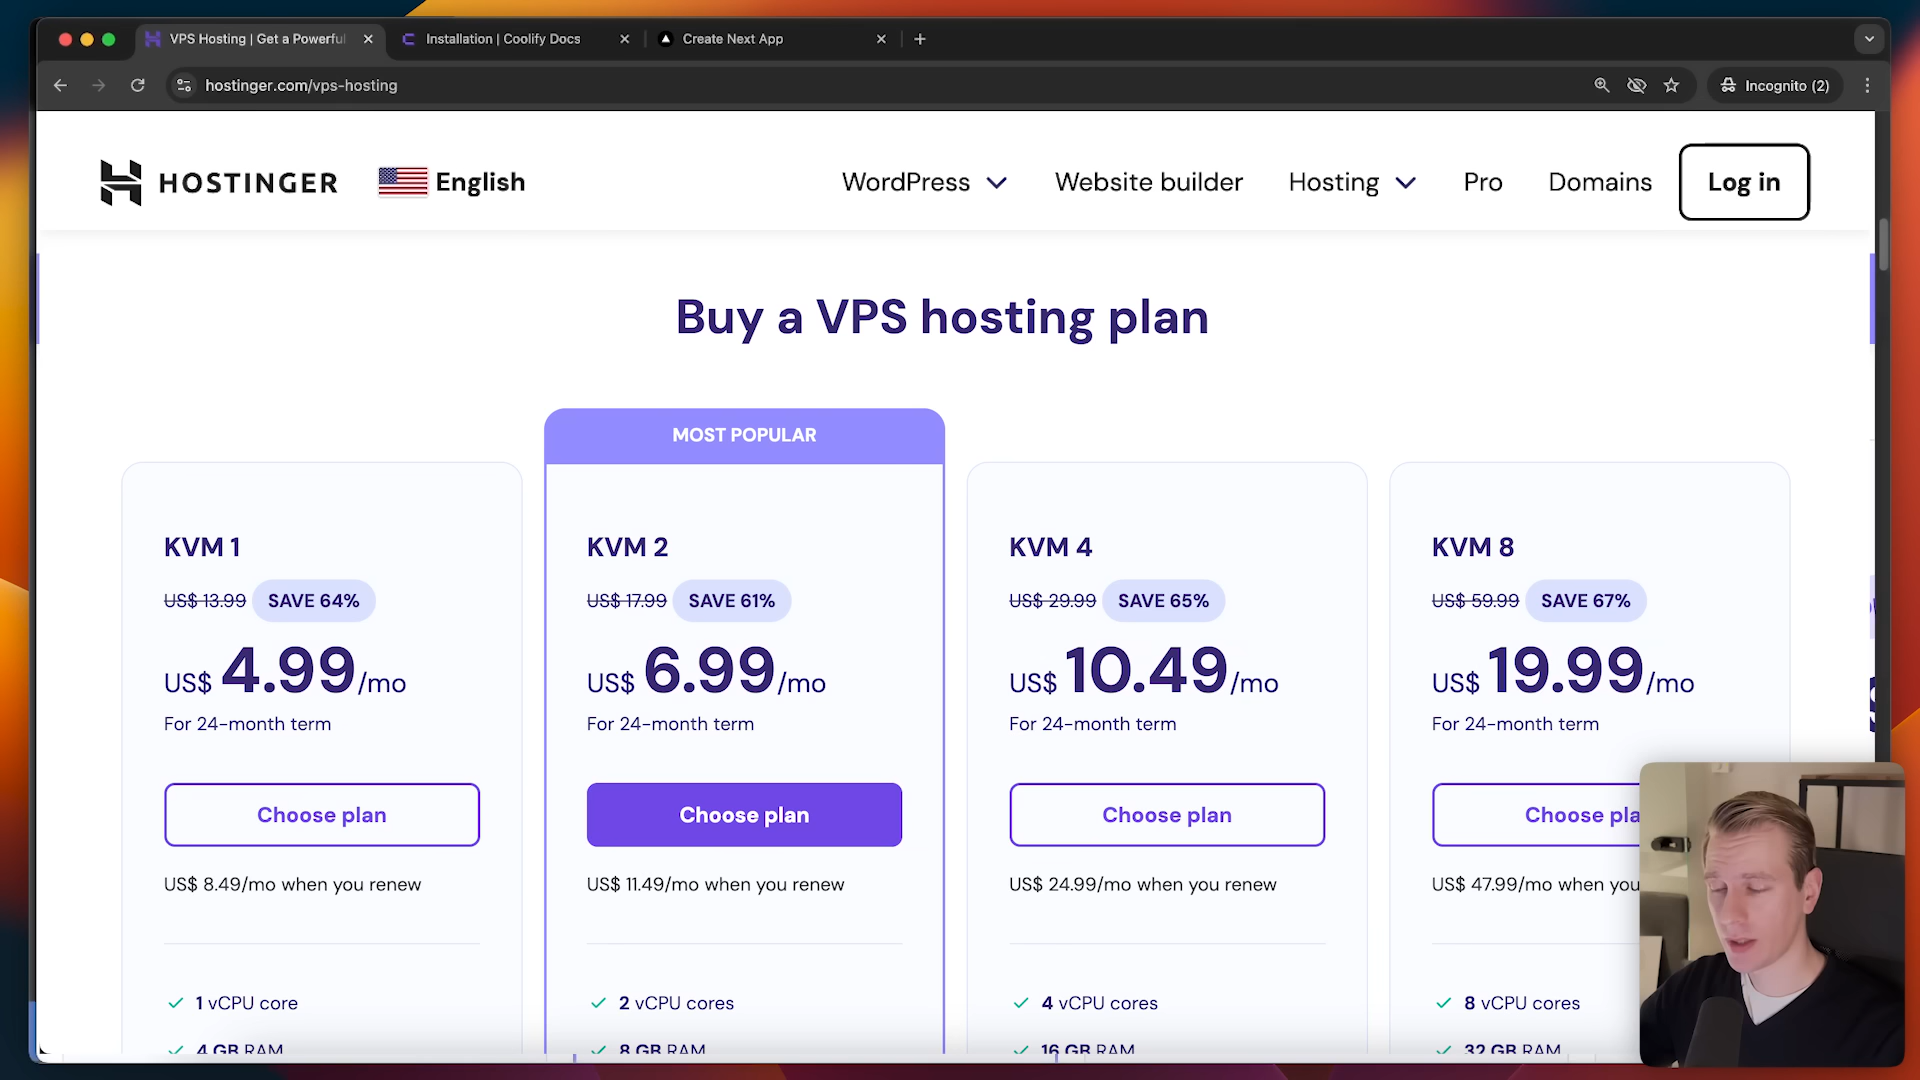 VPS Hosting | Get a Powerful
Installation | Coolify Docs
Create Next App
hostinger.com/vps-hosting
Incognito (2)
HOSTINGER
English
WordPress
Website builder
Hosting
Pro
Domains
Log in
Buy a VPS hosting plan
MOST POPULAR
KVM 1
US$ 13.99 SAVE 64%
US$ 4.99/mo
For 24-month term
Choose plan
US$ 8.49/mo when you renew
1 vCPU core
4 GB RAM
KVM 2
US$ 17.99 SAVE 61%
US$ 6.99/mo
For 24-month term
Choose plan
US$ 11.49/mo when you renew
2 vCPU cores
8 GB RAM
KVM 4
US$ 29.99 SAVE 65%
US$ 10.49/mo
For 24-month term
Choose plan
US$ 24.99/mo when you renew
4 vCPU cores
16 GB RAM
KVM 8
US$ 59.99 SAVE 67%
US$ 19.99/mo
For 24-month term
Choose pla
US$ 47.99/mo when you
8 vCPU cores
32 GB RAM